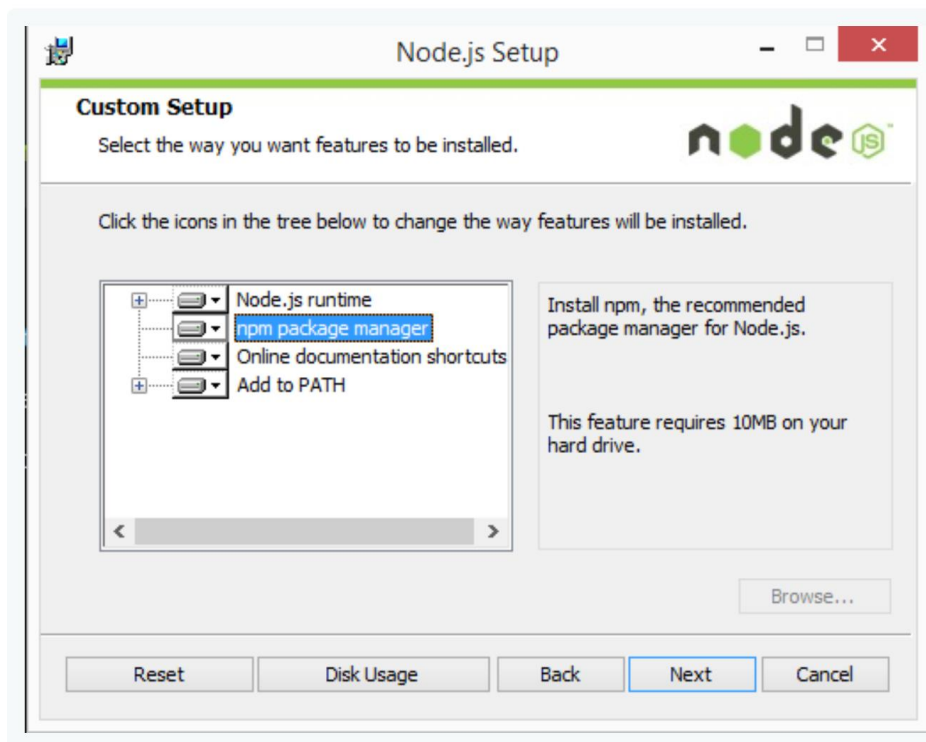 Node.js Setup
Custom Setup
Select the way you want features to be installed.
node
JS
Click the icons in the tree below to change the way features will be installed.
Node.js runtime
npm package manager
Online documentation shortcuts
Add to PATH
Install npm, the recommended
package manager for Node.js.
This feature requires 10MB on your
hard drive.
Browse...
Reset
Disk Usage
Back
Next
Cancel